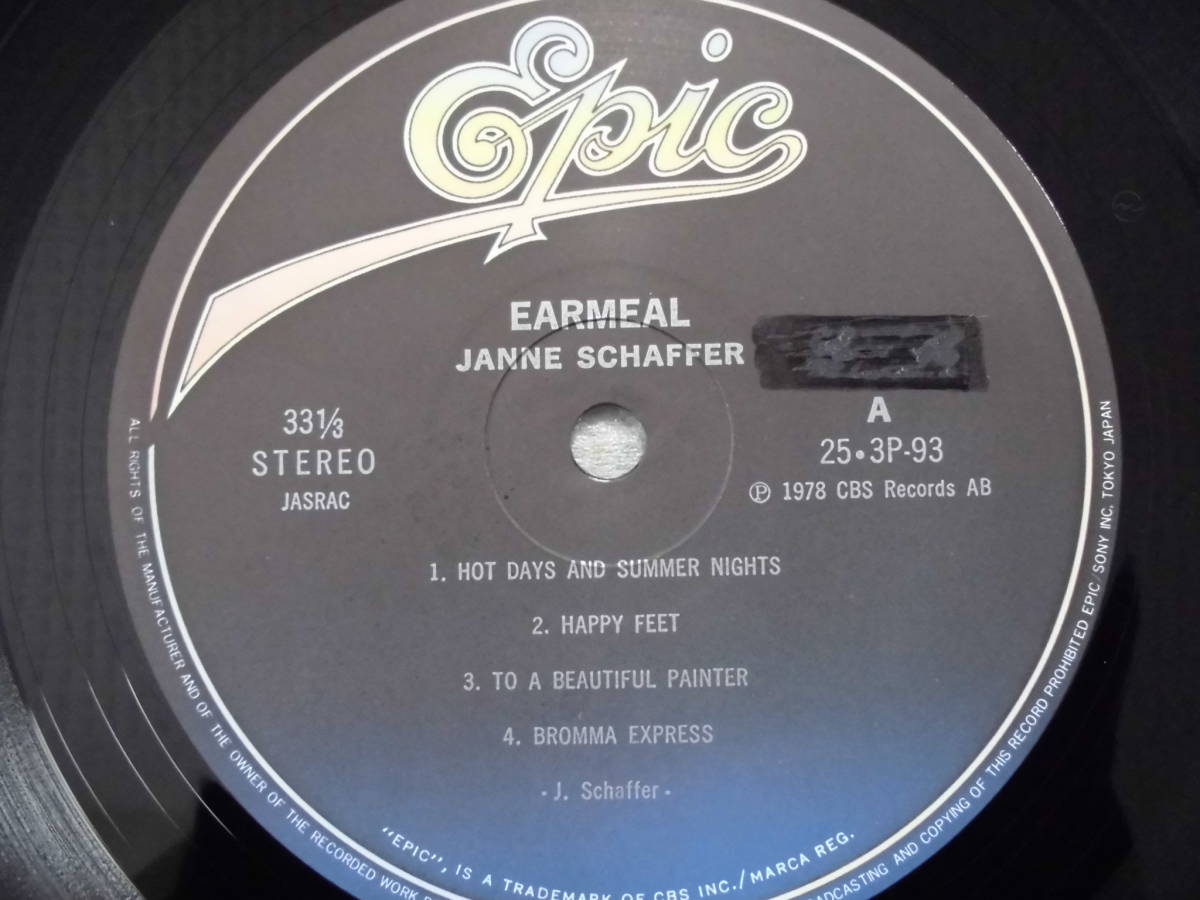 Epic
EARMEAL
JANNE SCHAFFER
33⅓
STEREO
JASRAC
A
25•3P-93
Ⓟ 1978 CBS Records AB
1. HOT DAYS AND SUMMER NIGHTS
2. HAPPY FEET
3. TO A BEAUTIFUL PAINTER
4. BROMMA EXPRESS
- J. Schaffer -
"EPIC", IS A TRADEMARK OF CBS INC./MARCA REG.
ALL RIGHTS OF THE MANUFACTURER AND OF THE OWNER OF THE RECORDED WORK
AND COPYING OF THIS RECORD PROHIBITED EPIC/SONY INC. TOKYO JAPAN